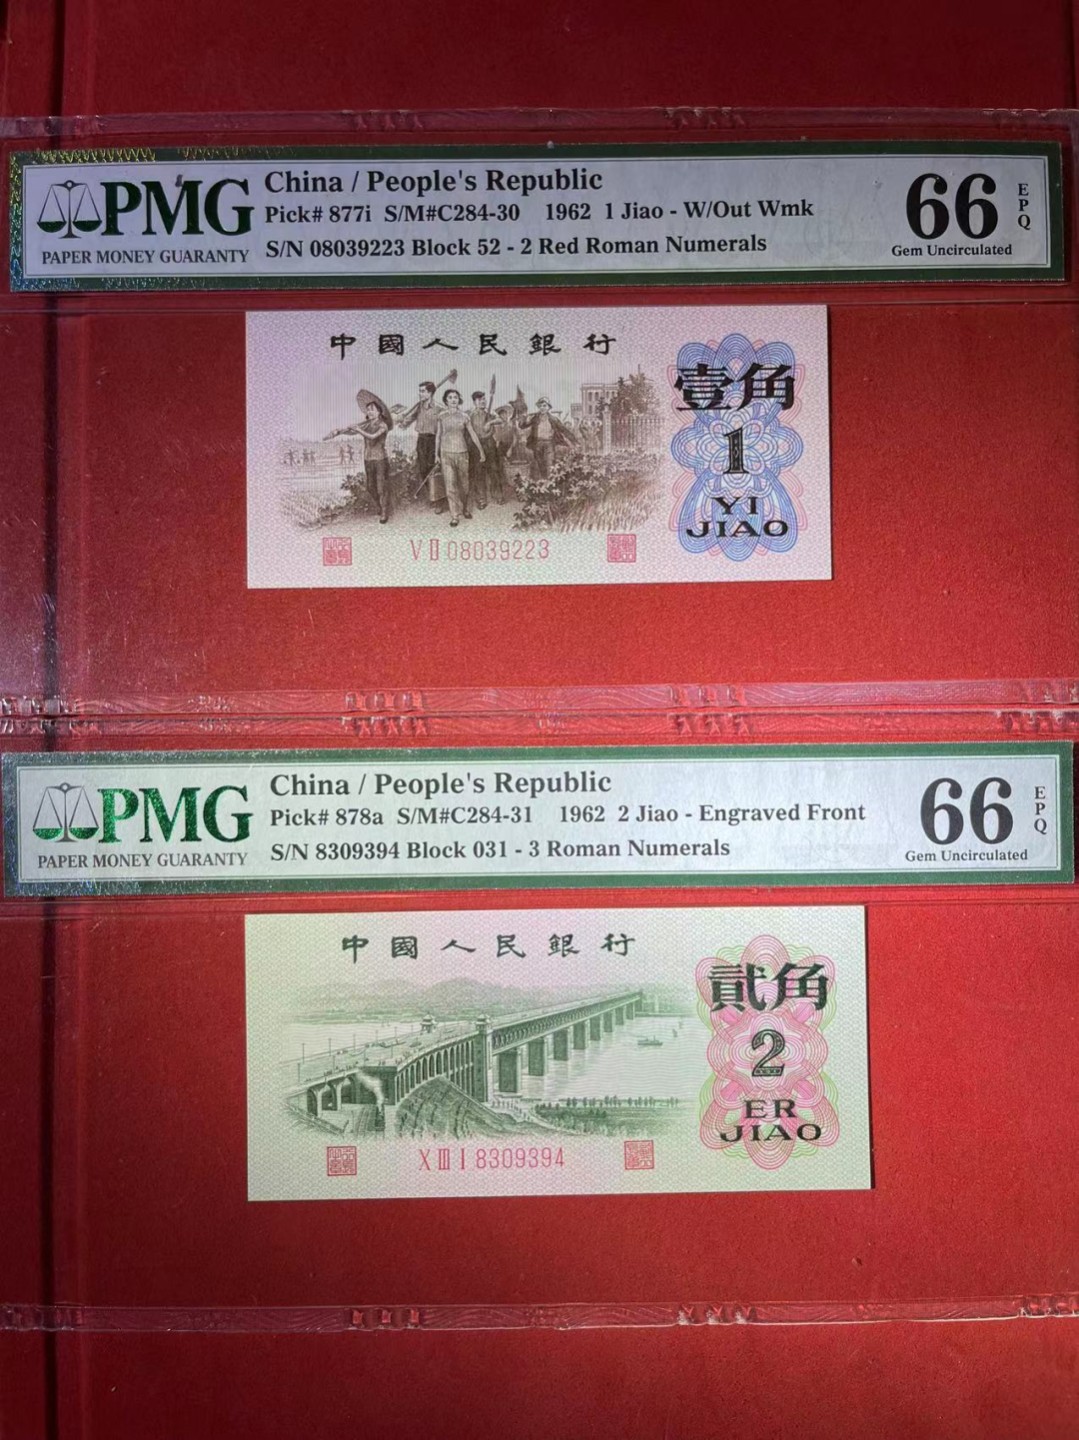 PMG
PAPER MONEY GUARANTY
China / People's Republic
Pick# 877i S/M#C284-30 1962 1 Jiao - W/Out Wmk
S/N 08039223 Block 52 - 2 Red Roman Numerals
66
EPQ
Gem Uncirculated
中國人民銀行
壹角
1
YI
JIAO
V II 08039223
PMG
PAPER MONEY GUARANTY
China / People's Republic
Pick# 878a S/M#C284-31 1962 2 Jiao - Engraved Front
S/N 8309394 Block 031 - 3 Roman Numerals
66
EPQ
Gem Uncirculated
中國人民銀行
貳角
2
ER
JIAO
X III I 8309394